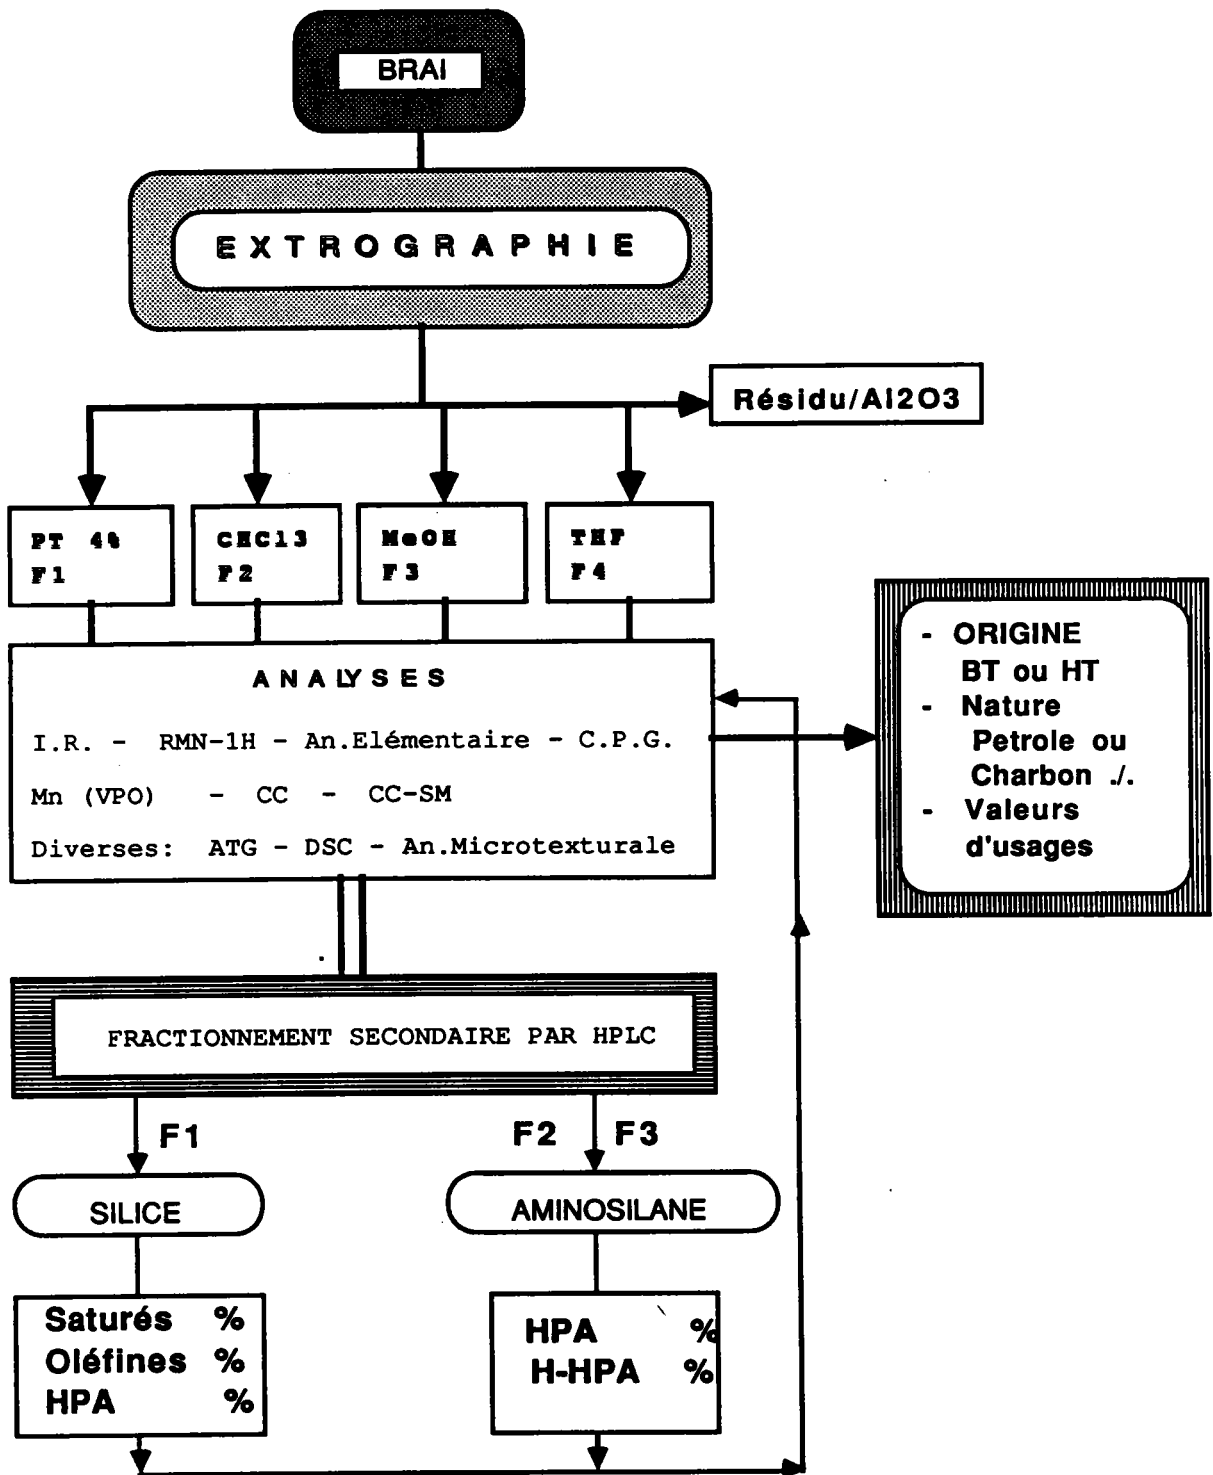 BRAI
EXTROGRAPHIE
Résidu/Al2O3
PT 4%
F1
CHCl3
F2
MeOH
F3
THF
F4
ANALYSES
I.R. - RMN-1H - An.Elémentaire - C.P.G.
Mn (VPO) - CC - CC-SM
Diverses: ATG - DSC - An.Microtexturale
- ORIGINE
BT ou HT
- Nature
Petrole ou
Charbon ./.
- Valeurs
d'usages
FRACTIONNEMENT SECONDAIRE PAR HPLC
F1
F2 F3
SILICE
AMINOSILANE
Saturés %
Oléfines %
HPA %
HPA %
H-HPA %